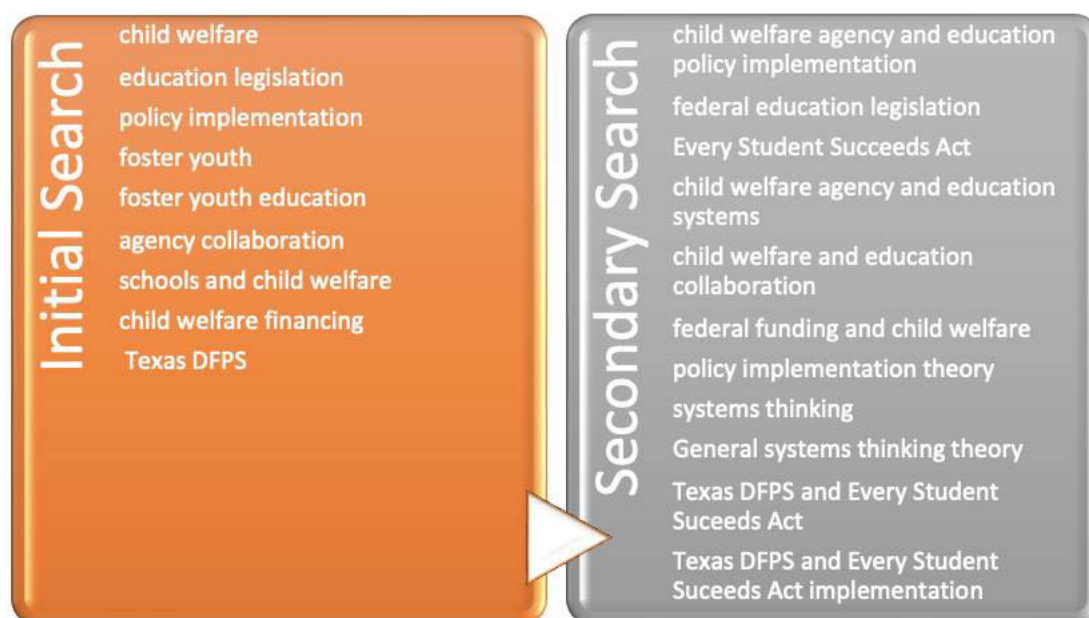 Initial Search
child welfare
education legislation
policy implementation
foster youth
foster youth education
agency collaboration
schools and child welfare
child welfare financing
Texas DFPS
Secondary Search
child welfare agency and education
policy implementation
federal education legislation
Every Student Succeeds Act
child welfare agency and education
systems
child welfare and education
collaboration
federal funding and child welfare
policy implementation theory
systems thinking
General systems thinking theory
Texas DFPS and Every Student
Suceeds Act
Texas DFPS and Every Student
Suceeds Act implementation